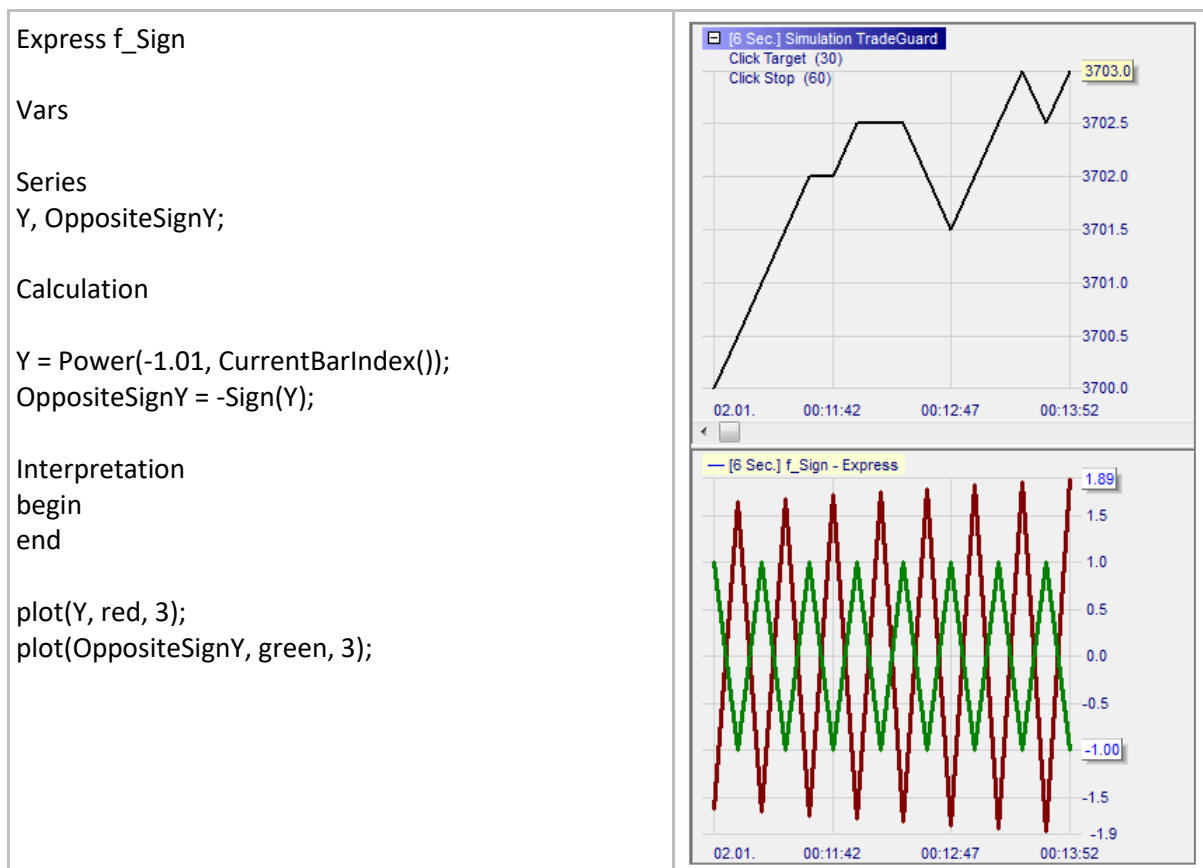 Express f_Sign
Vars
Series
Y, OppositeSignY;
Calculation
Y = Power(-1.01, CurrentBarIndex());
OppositeSignY = -Sign(Y);
Interpretation
begin
end
plot(Y, red, 3);
plot(OppositeSignY, green, 3);
[6 Sec.] Simulation TradeGuard
Click Target (30)
Click Stop (60)
3703.0
3702.5
3702.0
3701.5
3701.0
3700.5
3700.0
02.01. 00:11:42 00:12:47 00:13:52
[6 Sec.] f_Sign - Express
1.89
1.5
1.0
0.5
0.0
-0.5
-1.00
-1.5
-1.9
02.01. 00:11:42 00:12:47 00:13:52